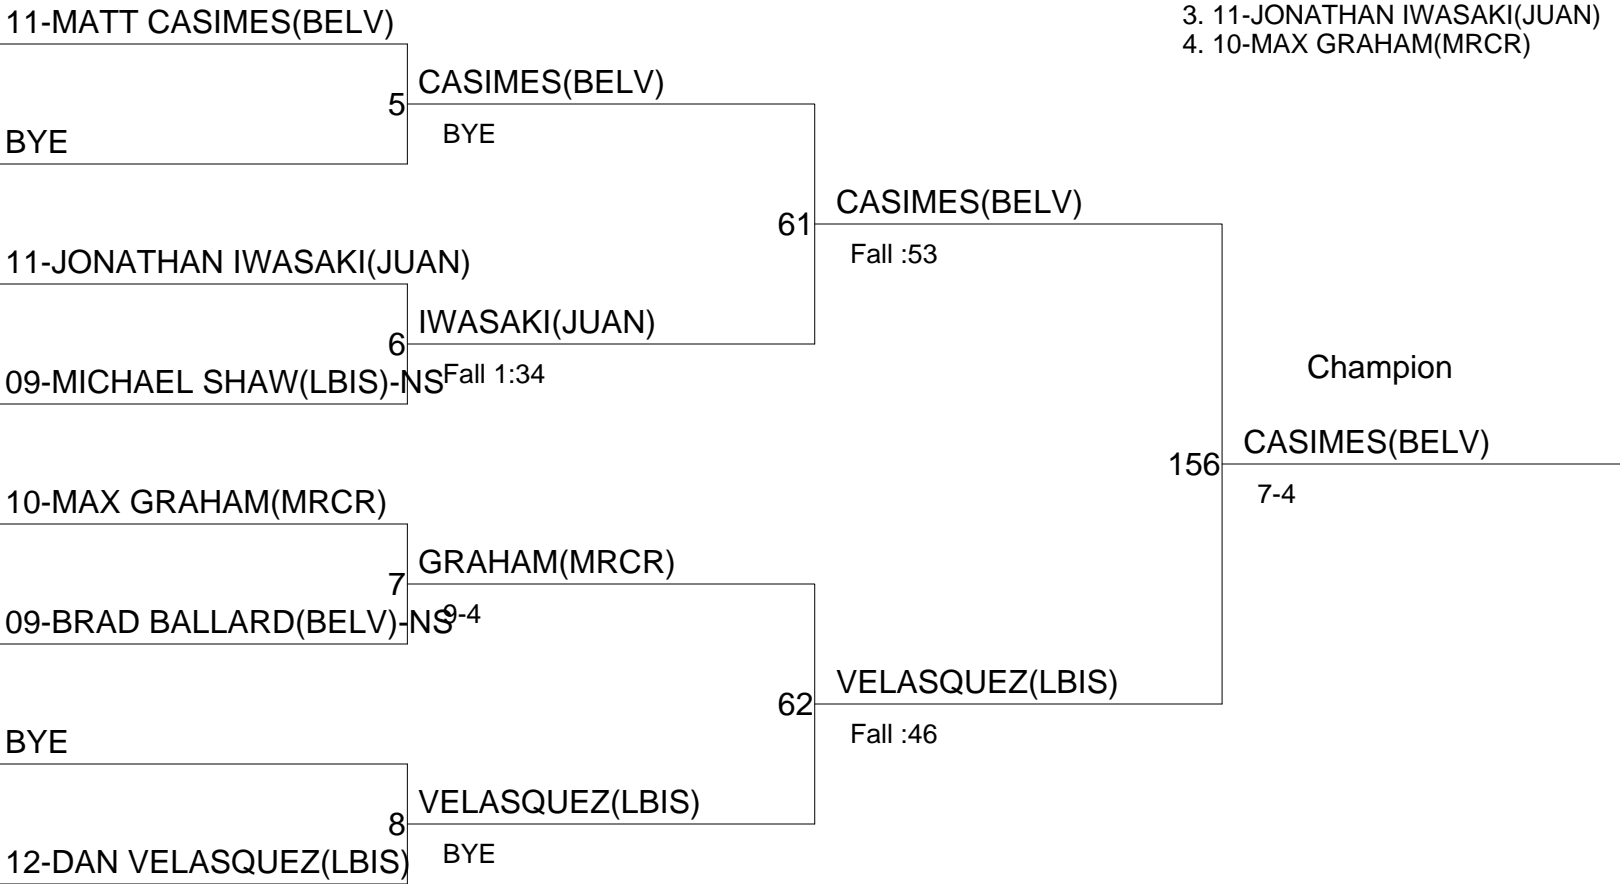 11-MATT CASIMES(BELV)
3. 11-JONATHAN IWASAKI(JUAN)
4. 10-MAX GRAHAM(MRCR)
5
CASIMES(BELV)
BYE
BYE
61
CASIMES(BELV)
Fall :53
11-JONATHAN IWASAKI(JUAN)
6
IWASAKI(JUAN)
Fall 1:34
09-MICHAEL SHAW(LBIS)-NS
Champion
156
CASIMES(BELV)
7-4
10-MAX GRAHAM(MRCR)
7
GRAHAM(MRCR)
9-4
09-BRAD BALLARD(BELV)-NS
62
VELASQUEZ(LBIS)
Fall :46
BYE
8
VELASQUEZ(LBIS)
BYE
12-DAN VELASQUEZ(LBIS)